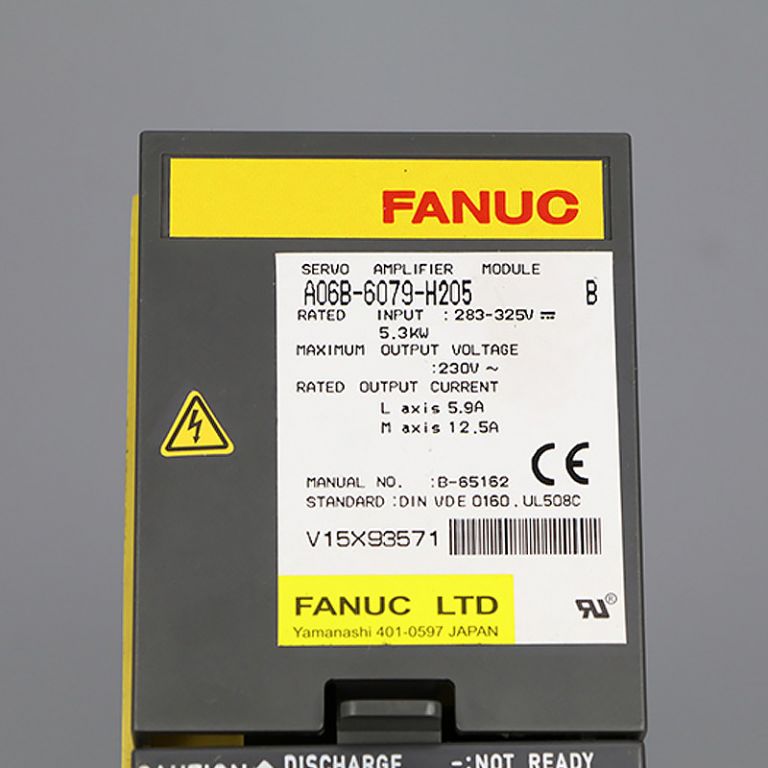 FANUC
SERVO AMPLIFIER MODULE
A06B-6079-H205 B
RATED INPUT : 283-325V ⎓
5.3KW
MAXIMUM OUTPUT VOLTAGE
:230V ~
RATED OUTPUT CURRENT
L axis 5.9A
M axis 12.5A
CE
MANUAL NO. :B-65162
STANDARD :DIN VDE 0160. UL508C
V15X93571
FANUC LTD
Yamanashi 401-0597 JAPAN
RU®
CAUTION DISCHARGE -:NOT READY